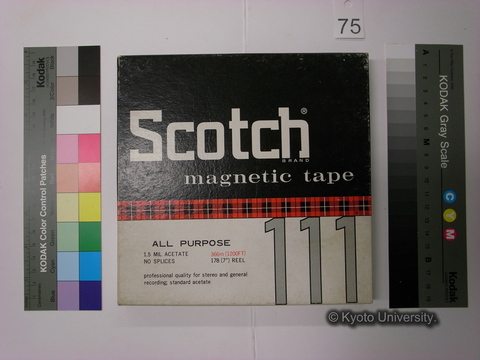 75
Kodak
KODAK Color Control Patches
Scotch®
BRAND
magnetic tape
ALL PURPOSE
1.5 MIL ACETATE 366m (1200FT)
NO SPLICES 178 (7") REEL
professional quality for stereo and general
recording, standard acetate
111
KODAK Gray Scale
C Y M
Kodak
A
M
B
© Kyoto University.